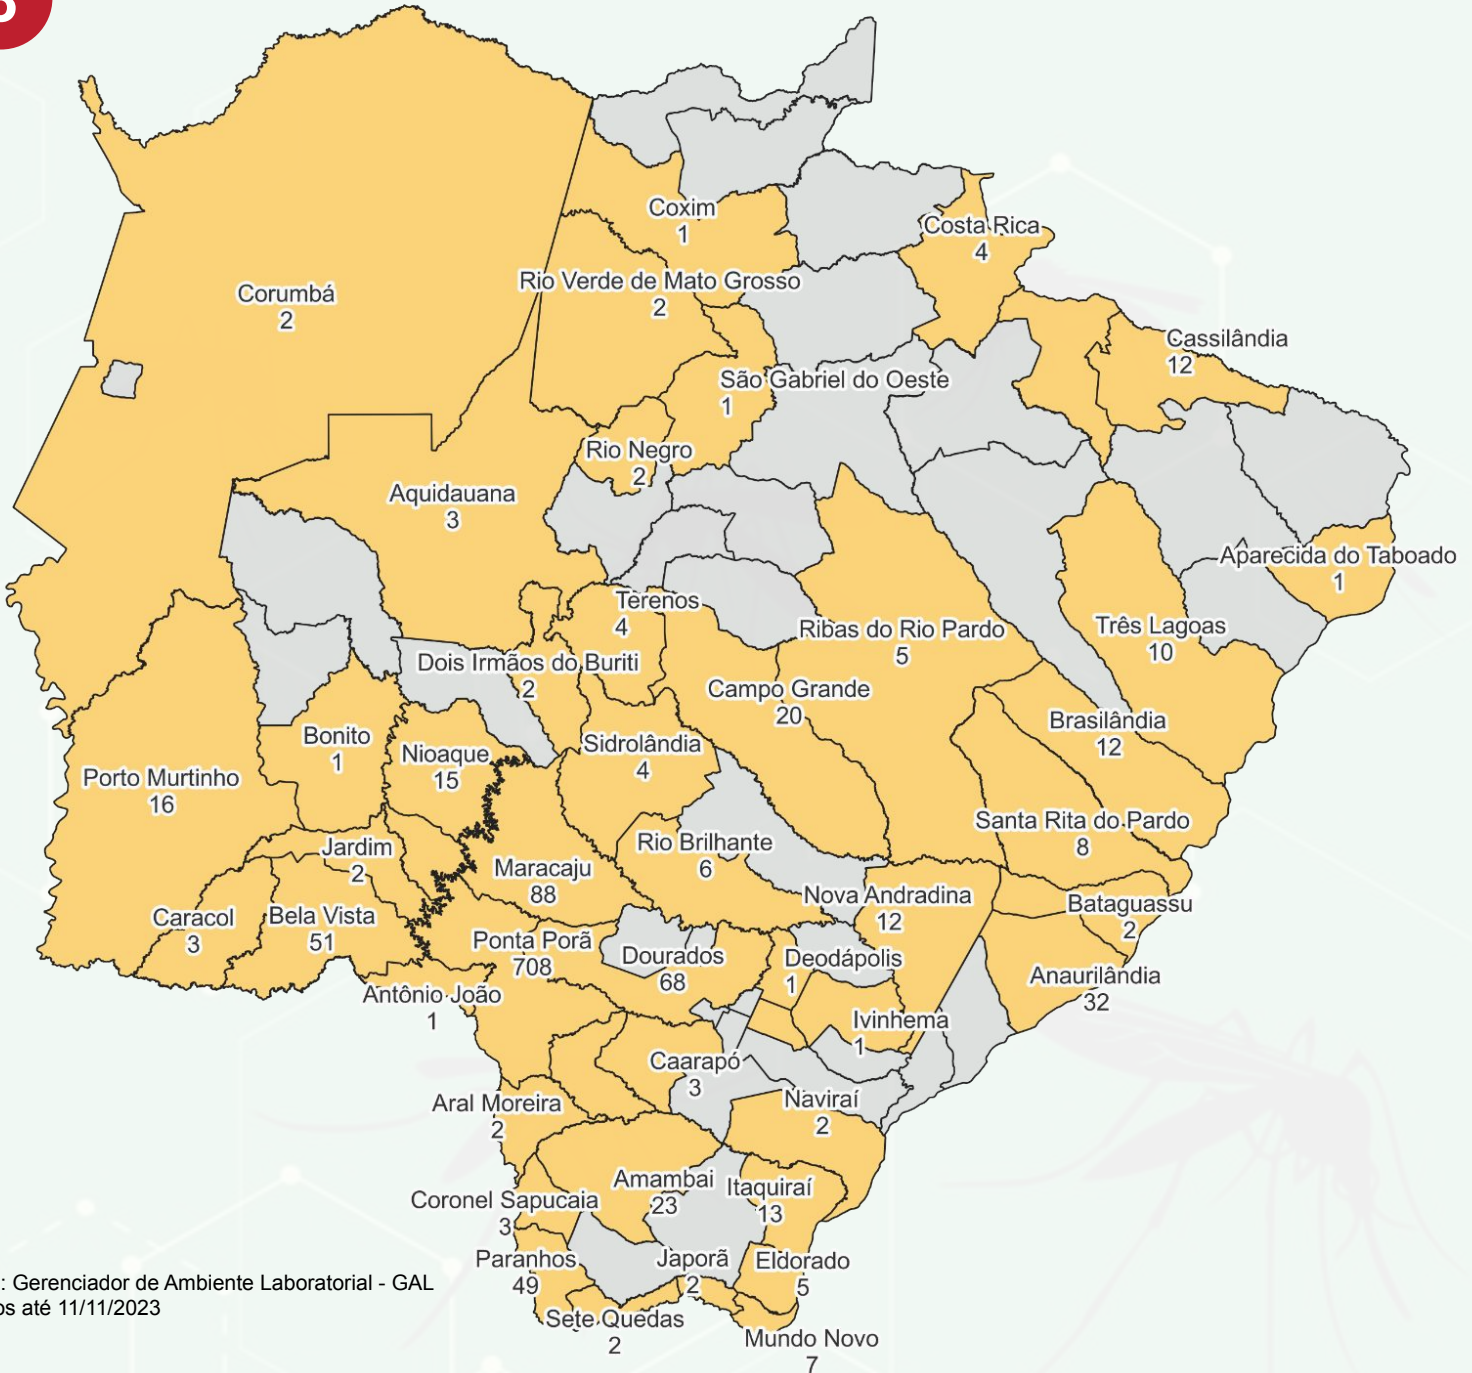 Coxim
1
Costa Rica
4
Rio Verde de Mato Grosso
2
Corumbá
2
Cassilândia
12
São Gabriel do Oeste
1
Rio Negro
2
Aquidauana
3
Aparecida do Taboado
1
Terenos
4
Três Lagoas
10
Ribas do Rio Pardo
5
Dois Irmãos do Buriti
2
Campo Grande
20
Brasilândia
12
Bonito
1
Nioaque
15
Sidrolândia
4
Porto Murtinho
16
Santa Rita do Pardo
8
Rio Brilhante
6
Jardim
2
Maracaju
88
Nova Andradina
12
Bataguassu
2
Caracol
3
Bela Vista
51
Ponta Porã
708
Dourados
68
Deodápolis
1
Anaurilândia
32
Antônio João
1
Ivinhema
1
Caarapó
3
Naviraí
2
Aral Moreira
2
Amambai
23
Itaquiraí
13
Coronel Sapucaia
3
Paranhos
49
Japorã
2
Eldorado
5
: Gerenciador de Ambiente Laboratorial - GAL
os até 11/11/2023
Sete Quedas
2
Mundo Novo
7